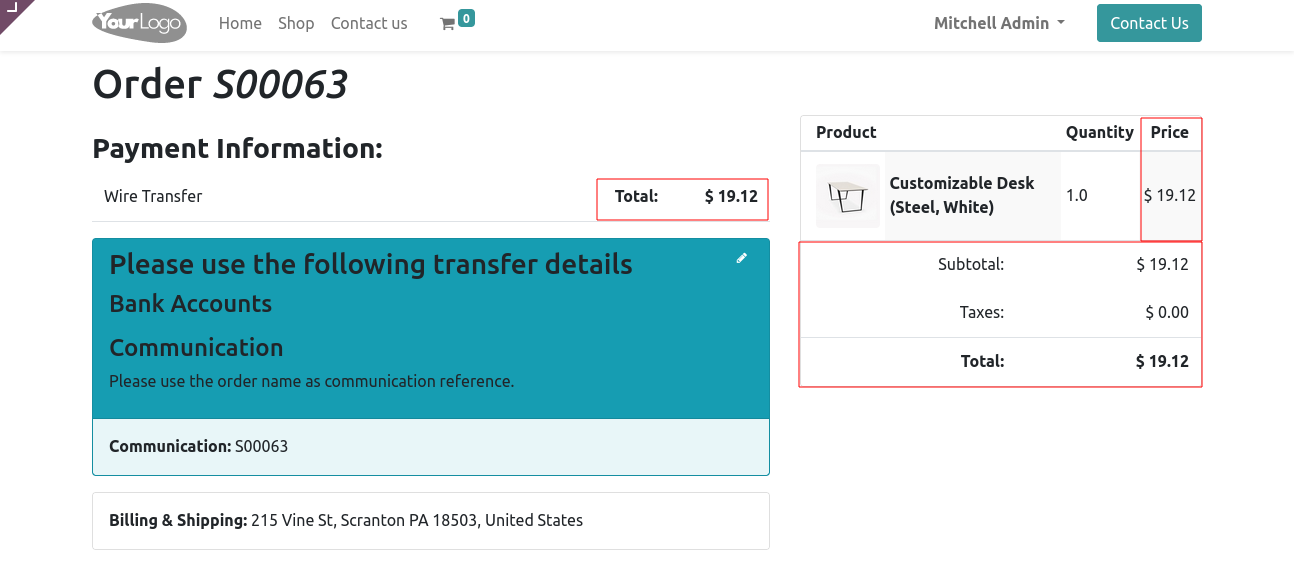 YourLogo Home Shop Contact us 0 Mitchell Admin Contact Us
Order S00063
Payment Information:
Wire Transfer Total: $ 19.12
Please use the following transfer details
Bank Accounts
Communication
Please use the order name as communication reference.
Communication: S00063
Billing & Shipping: 215 Vine St, Scranton PA 18503, United States
Product Quantity Price
Customizable Desk
(Steel, White) 1.0 $ 19.12
Subtotal: $ 19.12
Taxes: $ 0.00
Total: $ 19.12